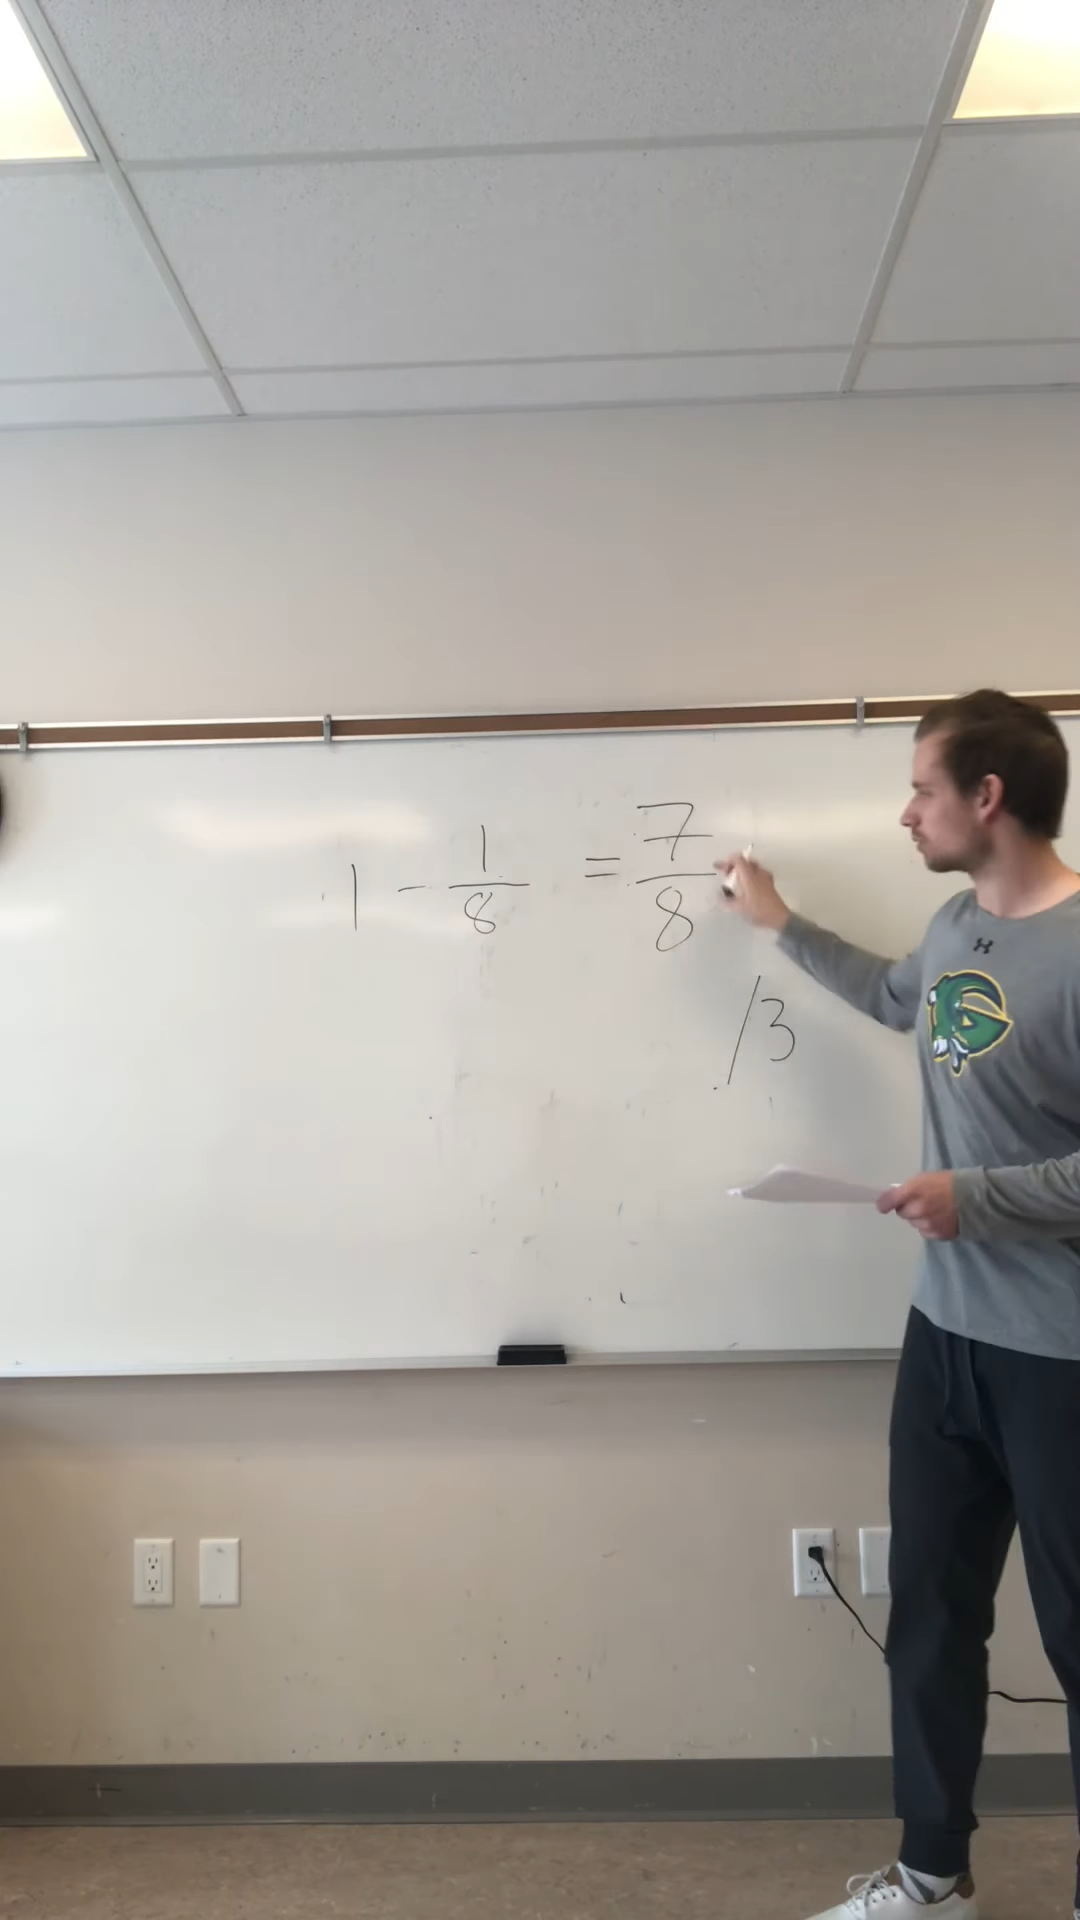 1 - 1/8 = 7/8
/3